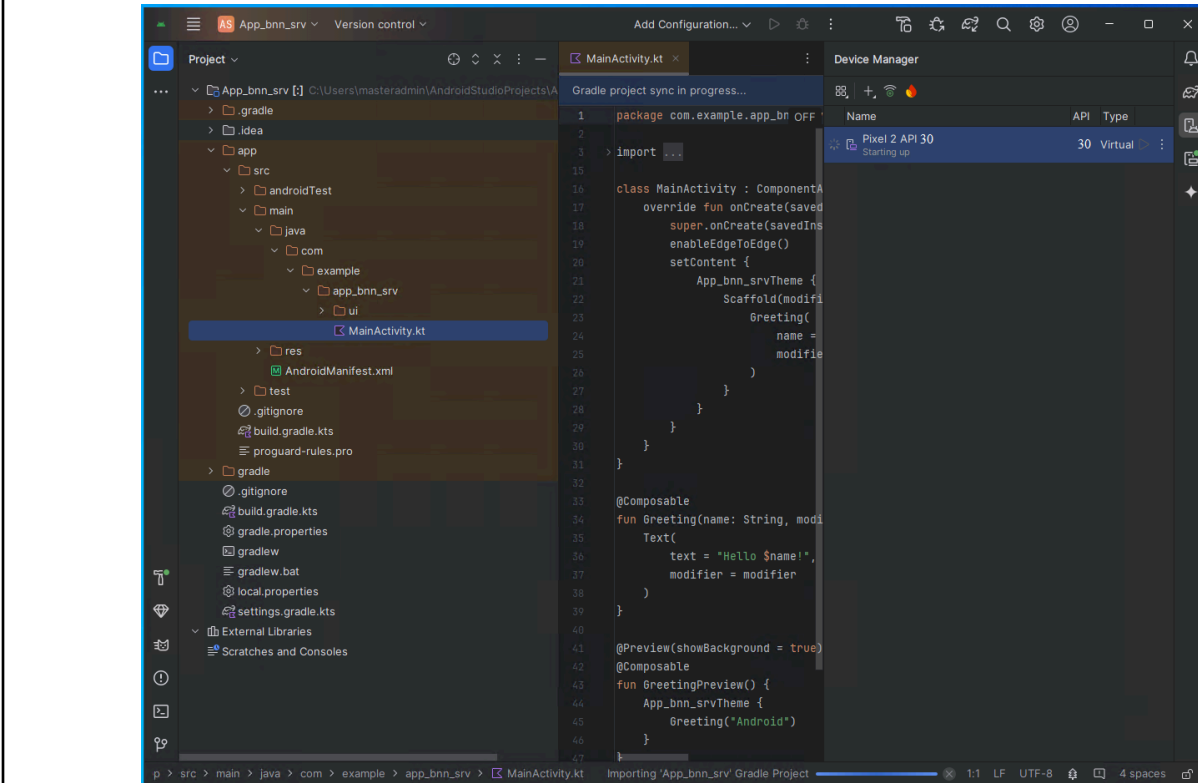 AS App_bnn_srv Version control Add Configuration...
Project
MainActivity.kt
Device Manager
App_bnn_srv [:] C:\Users\masteradmin\AndroidStudioProjects\A
.gradle
.idea
app
src
androidTest
main
java
com
example
app_bnn_srv
ui
MainActivity.kt
res
AndroidManifest.xml
test
.gitignore
build.gradle.kts
proguard-rules.pro
gradle
.gitignore
build.gradle.kts
gradle.properties
gradlew
gradlew.bat
local.properties
settings.gradle.kts
External Libraries
Scratches and Consoles
Gradle project sync in progress...
1 package com.example.app_bn OFF
2
3 import ...
15
16 class MainActivity : ComponentA
17 override fun onCreate(saved
18 super.onCreate(savedIns
19 enableEdgeToEdge()
20 setContent {
21 App_bnn_srvTheme {
22 Scaffold(modifi
23 Greeting(
24 name =
25 modifie
26 )
27 }
28 }
29 }
30 }
31 }
32
33 @Composable
34 fun Greeting(name: String, modi
35 Text(
36 text = "Hello $name!",
37 modifier = modifier
38 )
39 }
40
41 @Preview(showBackground = true)
42 @Composable
43 fun GreetingPreview() {
44 App_bnn_srvTheme {
45 Greeting("Android")
46 }
47 }
Name API Type
Pixel 2 API 30 30 Virtual
Starting up
p > src > main > java > com > example > app_bnn_srv > MainActivity.kt Importing 'App_bnn_srv' Gradle Project 1:1 LF UTF-8 4 spaces